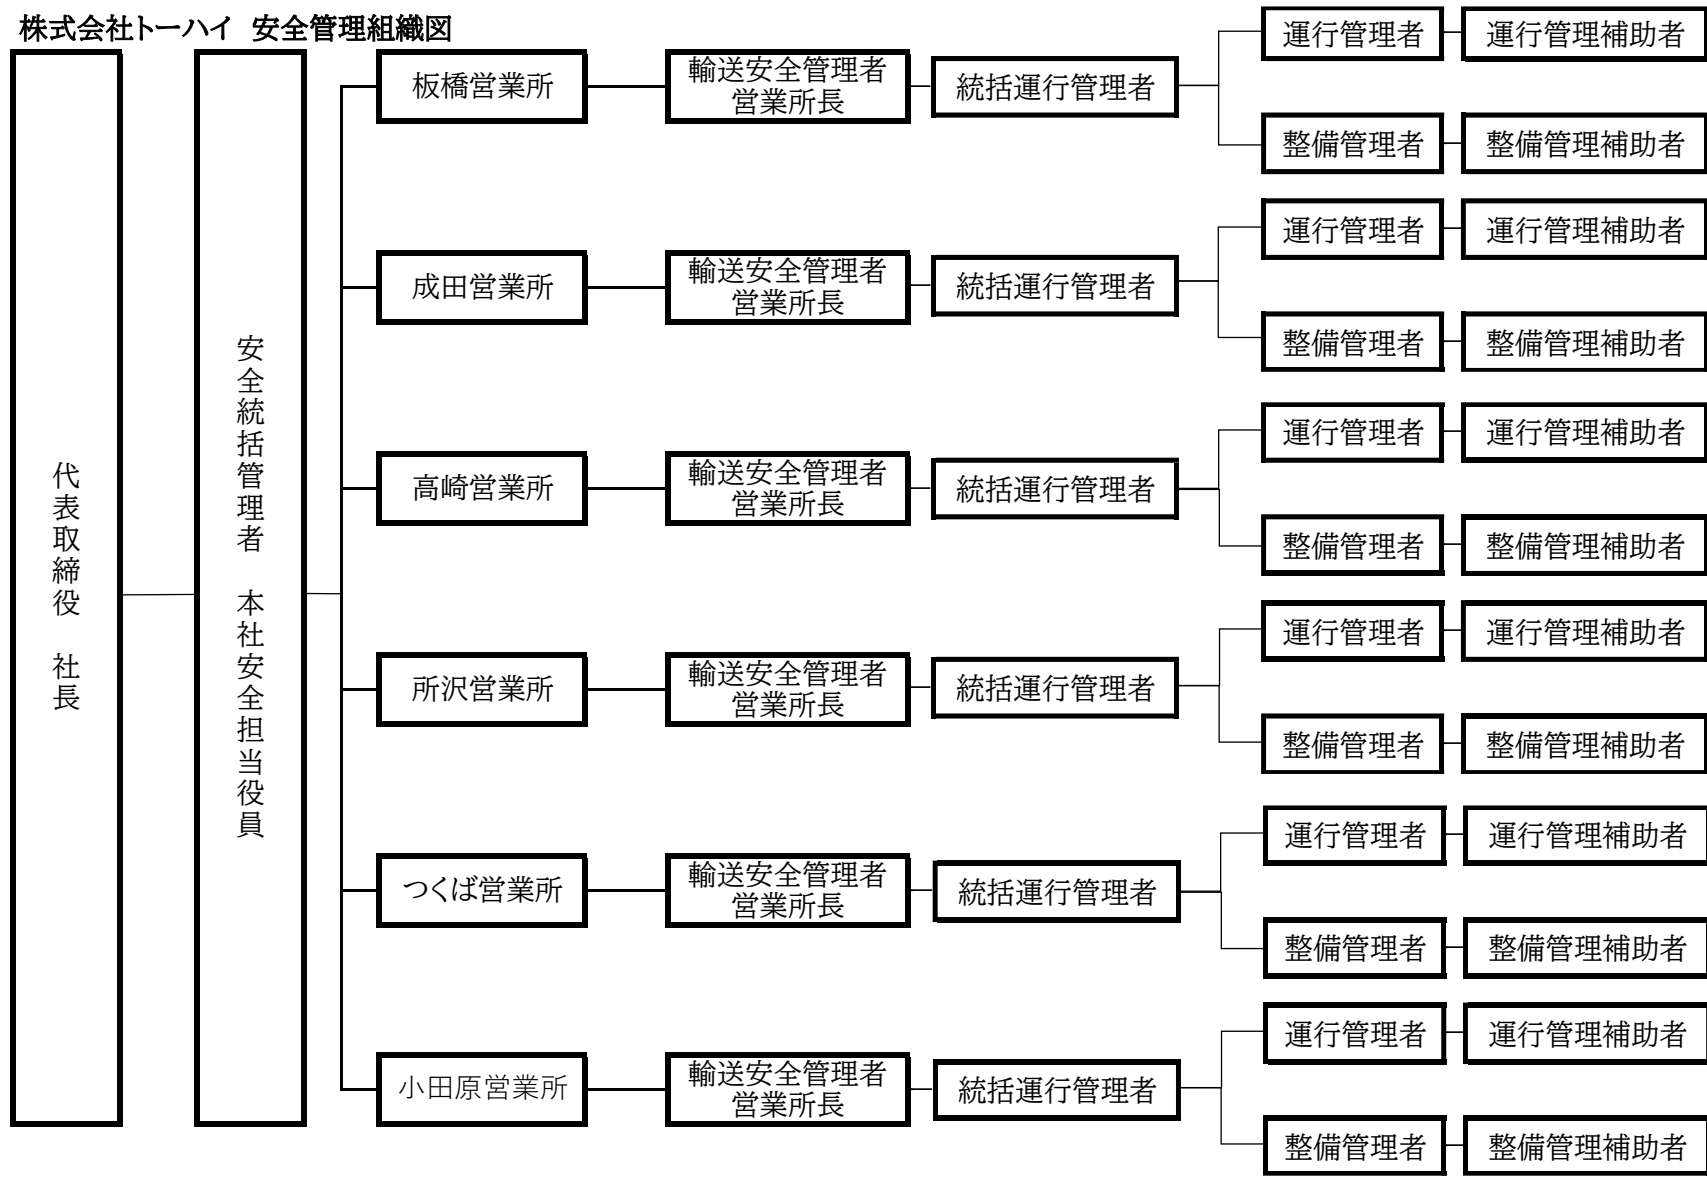 株式会社トーハイ　安全管理組織図
代表取締役　社長
安全統括管理者　本社安全担当役員
板橋営業所
輸送安全管理者
営業所長
統括運行管理者
運行管理者
運行管理補助者
整備管理者
整備管理補助者
成田営業所
輸送安全管理者
営業所長
統括運行管理者
運行管理者
運行管理補助者
整備管理者
整備管理補助者
高崎営業所
輸送安全管理者
営業所長
統括運行管理者
運行管理者
運行管理補助者
整備管理者
整備管理補助者
所沢営業所
輸送安全管理者
営業所長
統括運行管理者
運行管理者
運行管理補助者
整備管理者
整備管理補助者
つくば営業所
輸送安全管理者
営業所長
統括運行管理者
運行管理者
運行管理補助者
整備管理者
整備管理補助者
小田原営業所
輸送安全管理者
営業所長
統括運行管理者
運行管理者
運行管理補助者
整備管理者
整備管理補助者